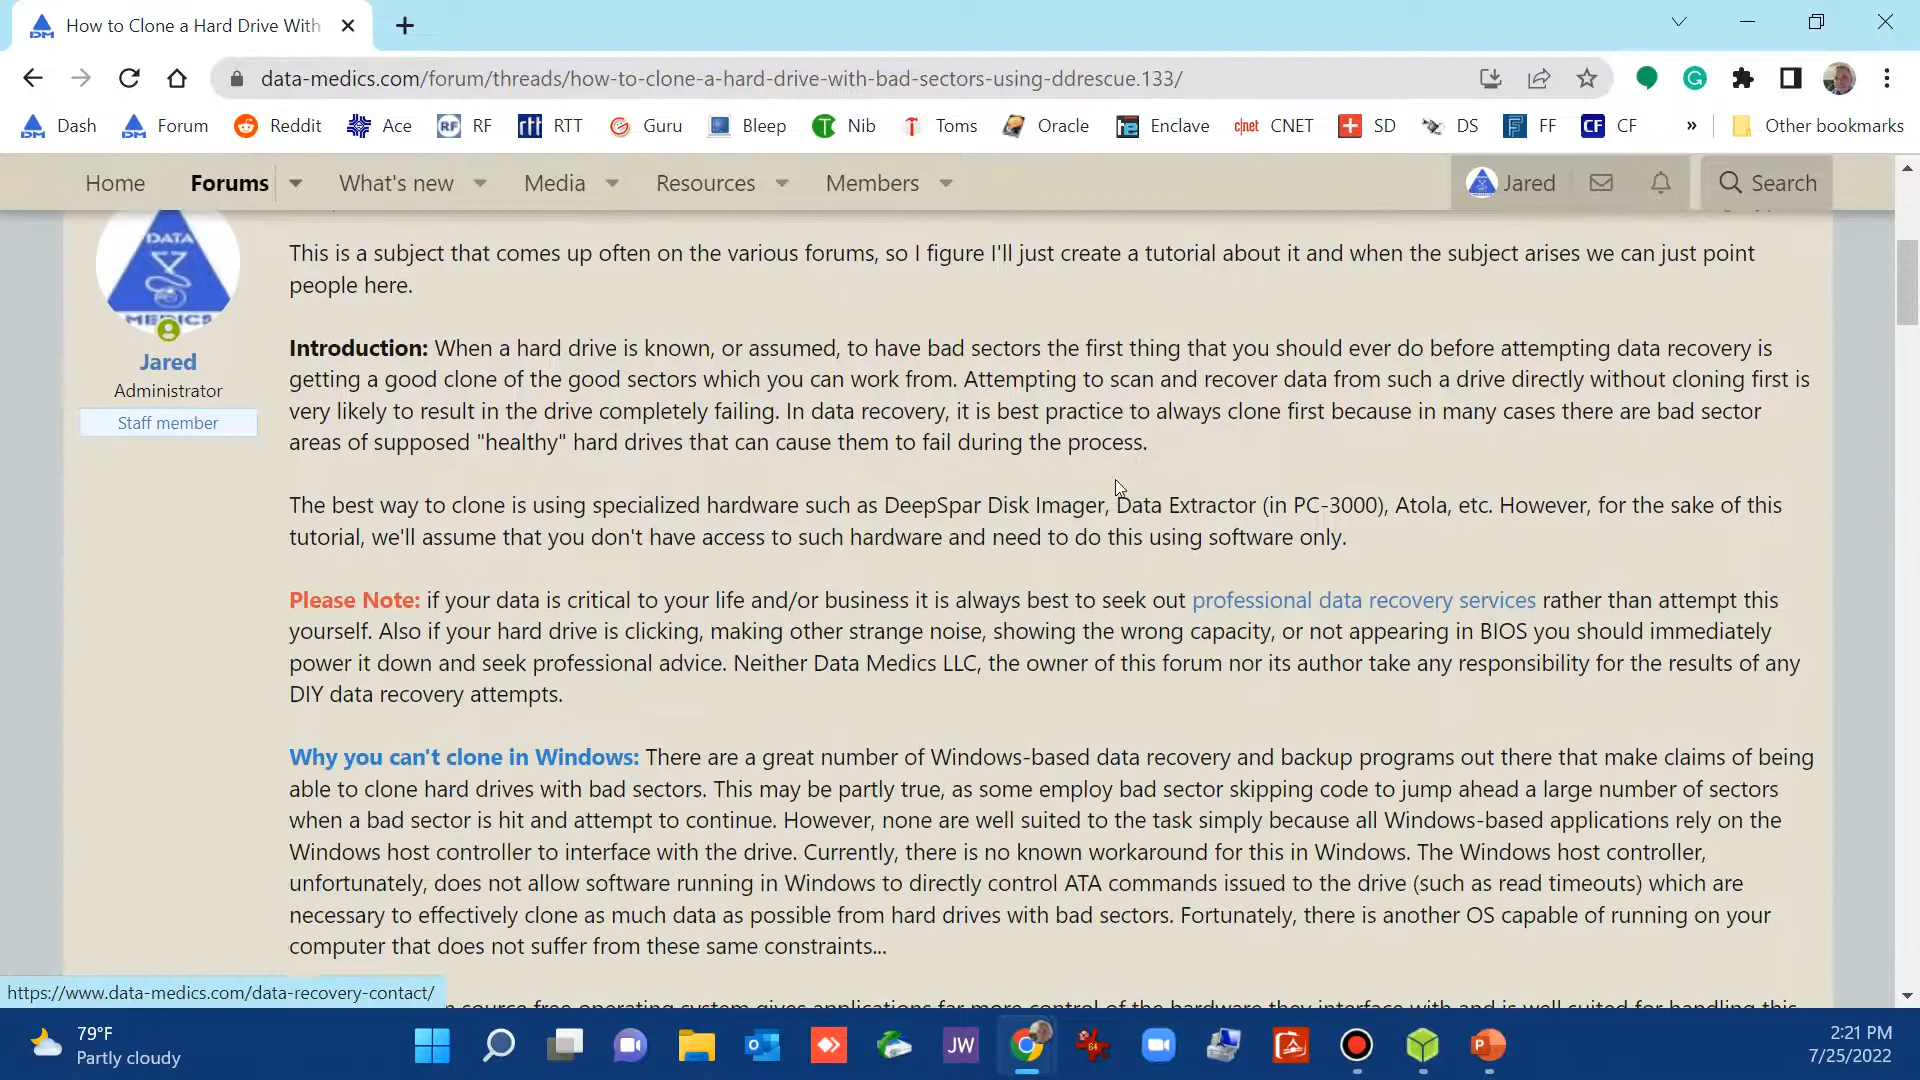 How to Clone a Hard Drive With
data-medics.com/forum/threads/how-to-clone-a-hard-drive-with-bad-sectors-using-ddrescue.133/
Dash Forum Reddit Ace RF RTT Guru Bleep Nib Toms Oracle Enclave CNET SD DS FF CF » Other bookmarks
Home Forums What's new Media Resources Members Jared Search
DATA
MEDICS
Jared
Administrator
Staff member
This is a subject that comes up often on the various forums, so I figure I'll just create a tutorial about it and when the subject arises we can just point
people here.
Introduction: When a hard drive is known, or assumed, to have bad sectors the first thing that you should ever do before attempting data recovery is
getting a good clone of the good sectors which you can work from. Attempting to scan and recover data from such a drive directly without cloning first is
very likely to result in the drive completely failing. In data recovery, it is best practice to always clone first because in many cases there are bad sector
areas of supposed "healthy" hard drives that can cause them to fail during the process.
The best way to clone is using specialized hardware such as DeepSpar Disk Imager, Data Extractor (in PC-3000), Atola, etc. However, for the sake of this
tutorial, we'll assume that you don't have access to such hardware and need to do this using software only.
Please Note: if your data is critical to your life and/or business it is always best to seek out professional data recovery services rather than attempt this
yourself. Also if your hard drive is clicking, making other strange noise, showing the wrong capacity, or not appearing in BIOS you should immediately
power it down and seek professional advice. Neither Data Medics LLC, the owner of this forum nor its author take any responsibility for the results of any
DIY data recovery attempts.
Why you can't clone in Windows: There are a great number of Windows-based data recovery and backup programs out there that make claims of being
able to clone hard drives with bad sectors. This may be partly true, as some employ bad sector skipping code to jump ahead a large number of sectors
when a bad sector is hit and attempt to continue. However, none are well suited to the task simply because all Windows-based applications rely on the
Windows host controller to interface with the drive. Currently, there is no known workaround for this in Windows. The Windows host controller,
unfortunately, does not allow software running in Windows to directly control ATA commands issued to the drive (such as read timeouts) which are
necessary to effectively clone as much data as possible from hard drives with bad sectors. Fortunately, there is another OS capable of running on your
computer that does not suffer from these same constraints...
https://www.data-medics.com/data-recovery-contact/
source free operating system gives applications far more control of the hardware they interface with and is well suited for handling this
79°F
Partly cloudy
JW
64
2:21 PM
7/25/2022